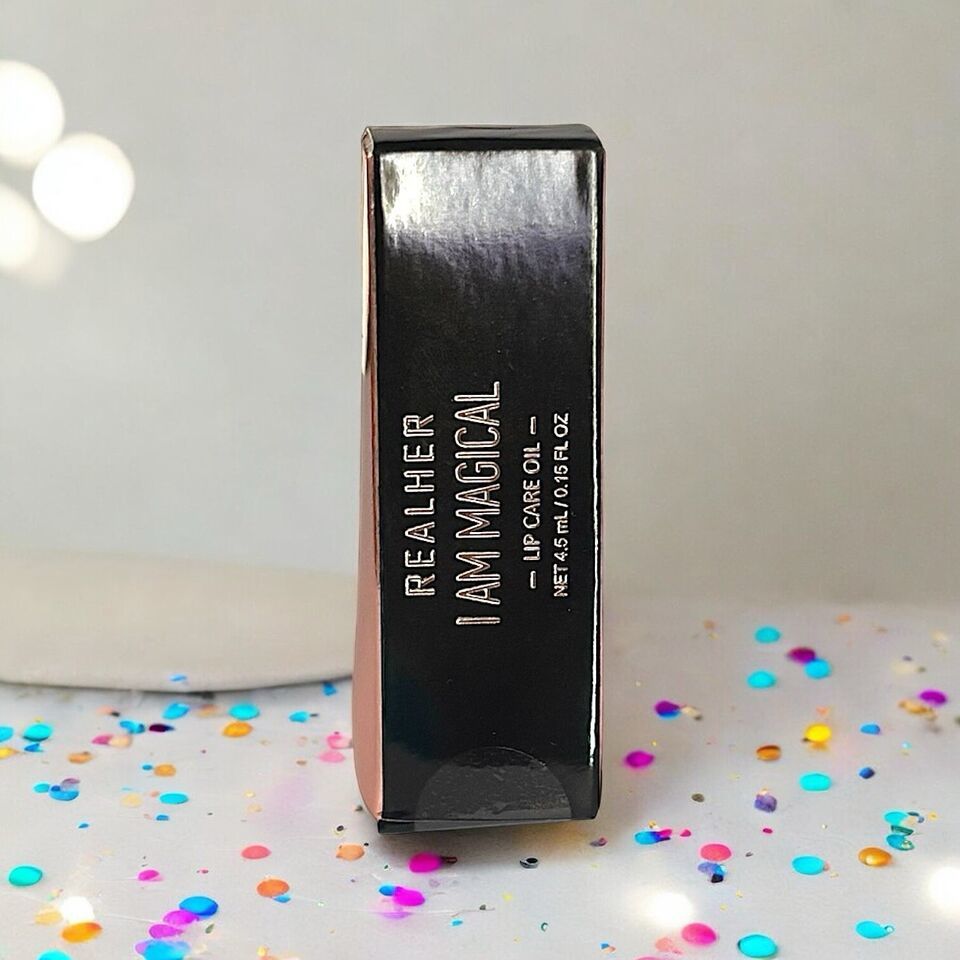 REALHER
I AM MAGICAL
— LIP CARE OIL —
NET 4.5 mL / 0.15 FL OZ